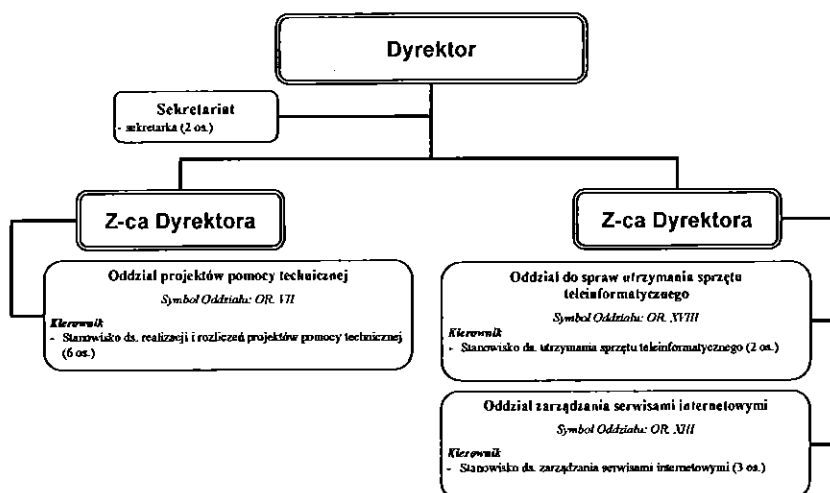 Dyrektor
Sekretariat
- sekretarka (2 os.)
Z-ca Dyrektora
Oddział projektów pomocy technicznej
Symbol Oddziału: OR. VII
Kierownik
- Stanowisko ds. realizacji i rozliczeń projektów pomocy technicznej
(6 os.)
Z-ca Dyrektora
Oddział do spraw utrzymania sprzętu
teleinformatycznego
Symbol Oddziału: OR. XVIII
Kierownik
- Stanowisko ds. utrzymania sprzętu teleinformatycznego (2 os.)
Oddział zarządzania serwisami internetowymi
Symbol Oddziału: OR. XIII
Kierownik
- Stanowisko ds. zarządzania serwisami internetowymi (3 os.)